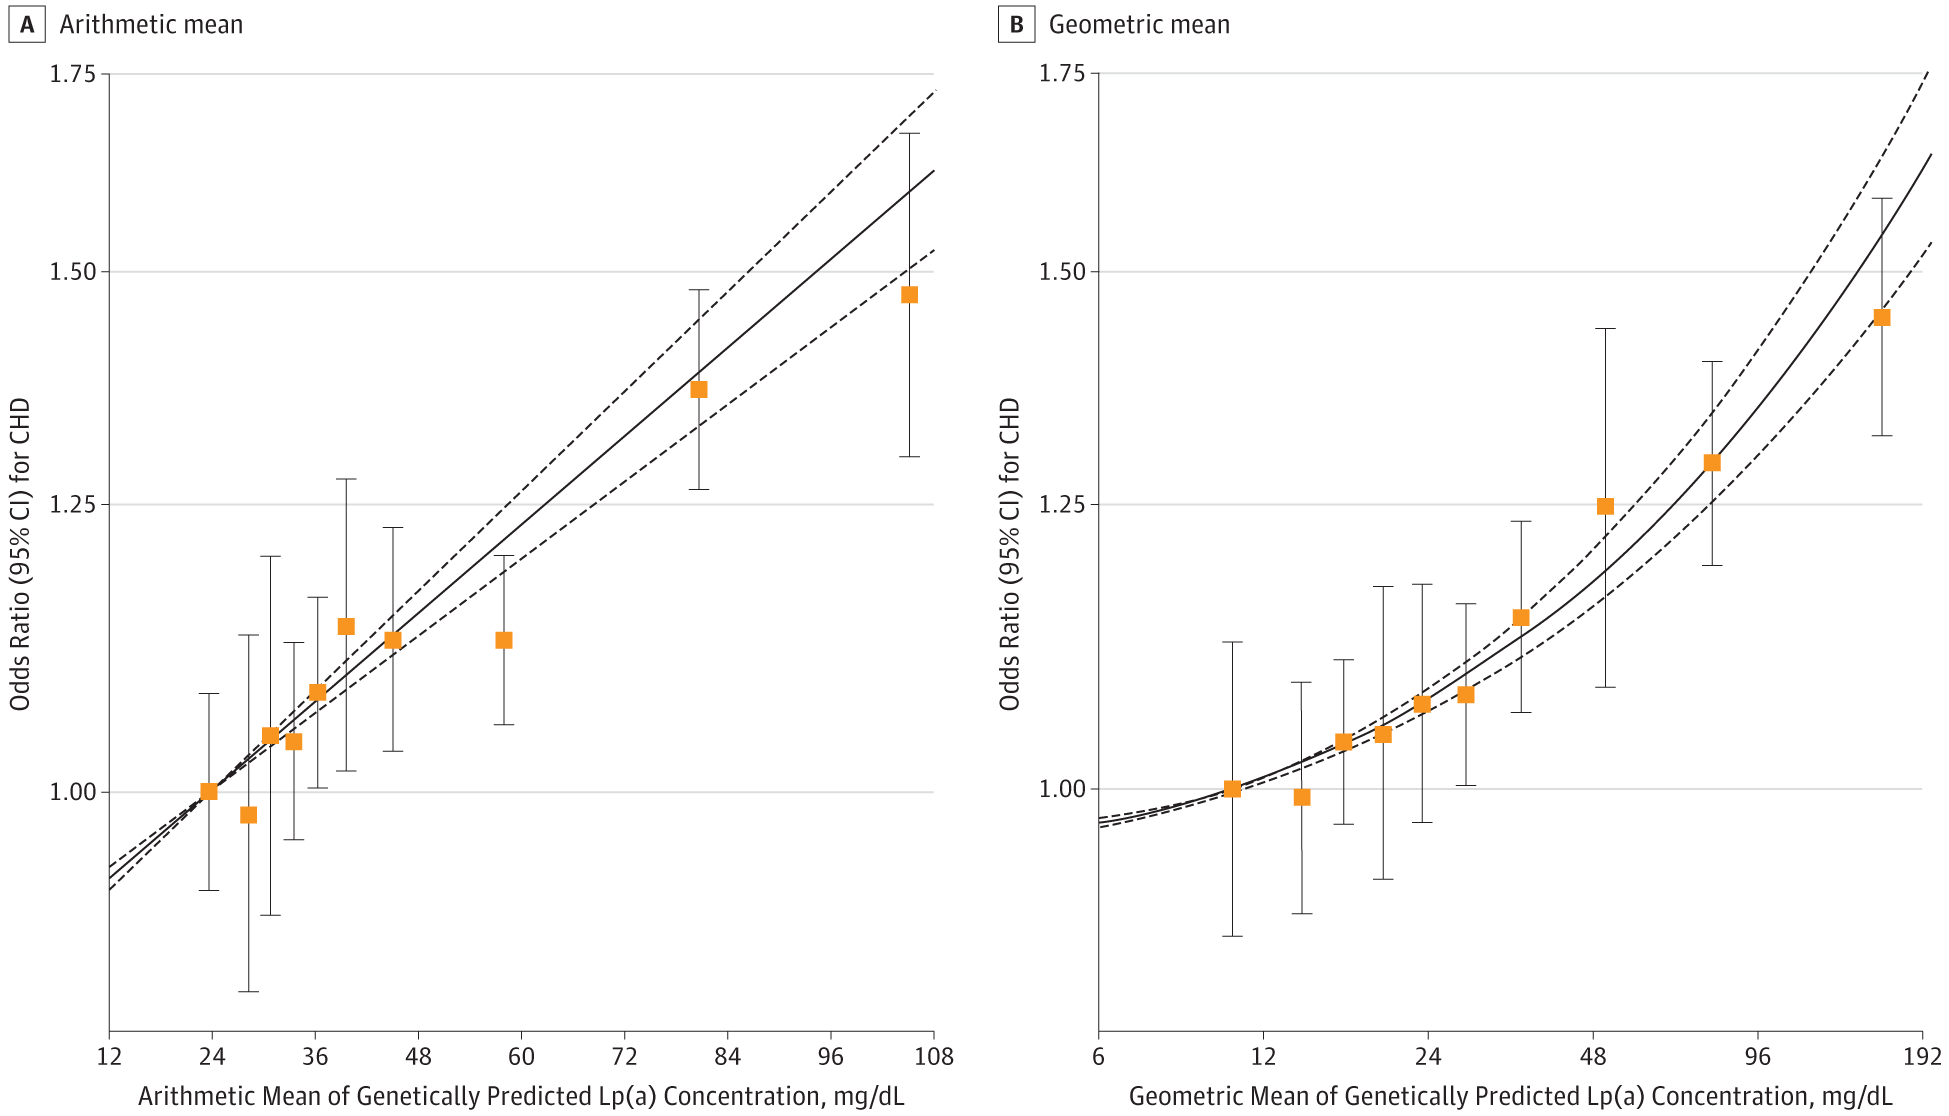 A Arithmetic mean
1.75
1.50
1.25
1.00
Odds Ratio (95% CI) for CHD
12 24 36 48 60 72 84 96 108
Arithmetic Mean of Genetically Predicted Lp(a) Concentration, mg/dL
B Geometric mean
1.75
1.50
1.25
1.00
Odds Ratio (95% CI) for CHD
6 12 24 48 96 192
Geometric Mean of Genetically Predicted Lp(a) Concentration, mg/dL